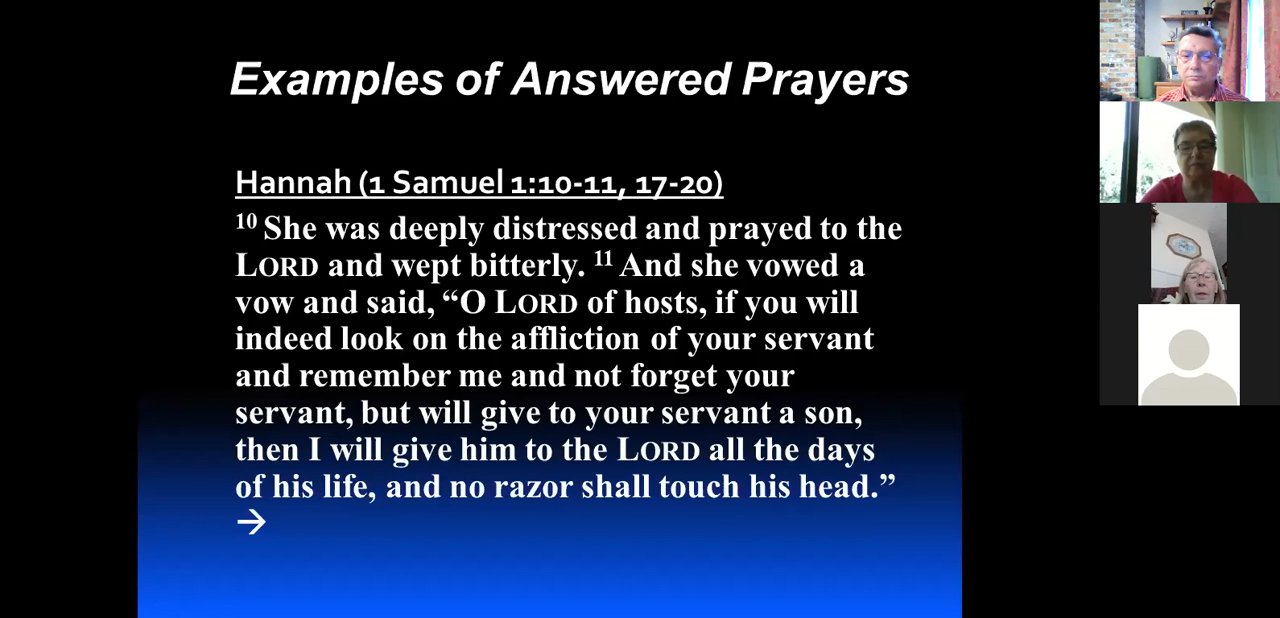 Examples of Answered Prayers
Hannah (1 Samuel 1:10-11, 17-20)
10 She was deeply distressed and prayed to the
LORD and wept bitterly. 11 And she vowed a
vow and said, “O LORD of hosts, if you will
indeed look on the affliction of your servant
and remember me and not forget your
servant, but will give to your servant a son,
then I will give him to the LORD all the days
of his life, and no razor shall touch his head.”
→